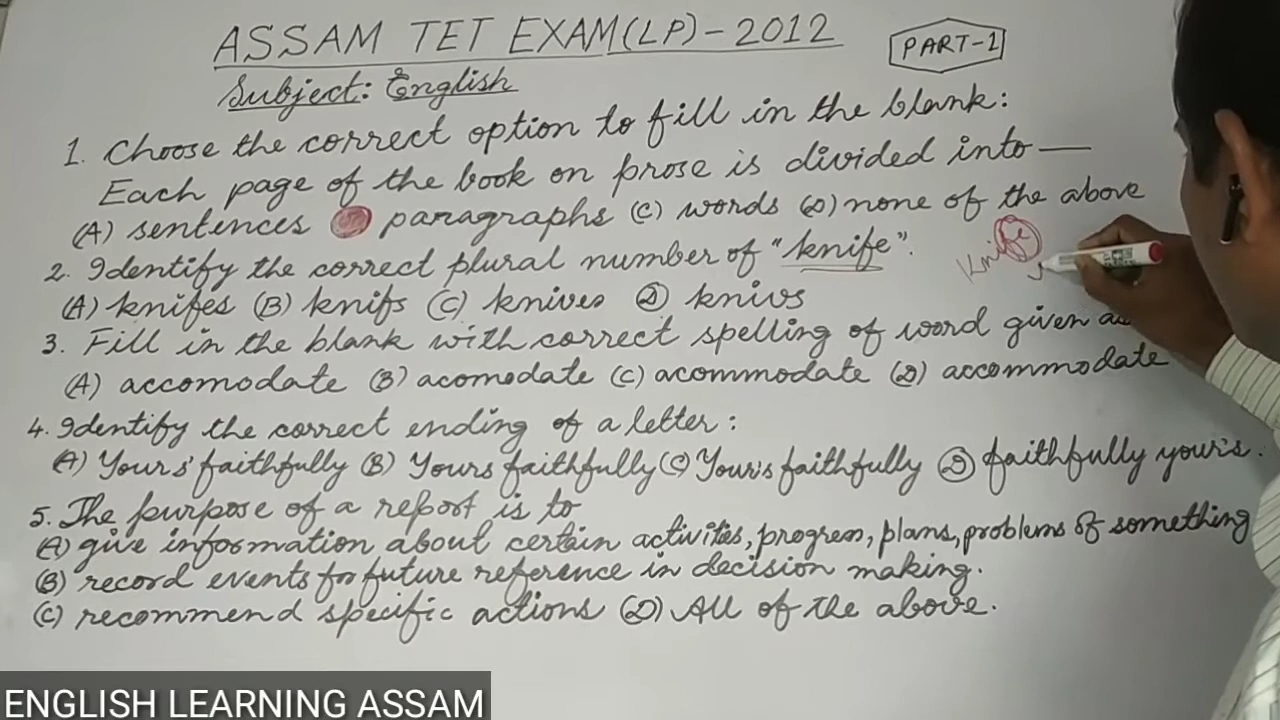 ASSAM TET EXAM(LP)-2012
PART-1
Subject: English
1. Choose the correct option to fill in the blank:
Each page of the book on prose is divided into —
(A) sentences paragraphs (C) words (D) none of the above
2. Identify the correct plural number of "knife".
Knife
(A) knifes (B) knifs (C) knives (D) knivs
3. Fill in the blank with correct spelling of word given as
(A) accomodate (B) acomodate (C) acommodate (D) accommodate
4. Identify the correct ending of a letter:
(A) Yours' faithfully (B) Yours faithfully (C) Your's faithfully (D) faithfully your's.
5. The purpose of a report is to
(A) give information about certain activities, progress, plans, problems of something
(B) record events for future reference in decision making.
(C) recommend specific actions (D) All of the above.
ENGLISH LEARNING ASSAM